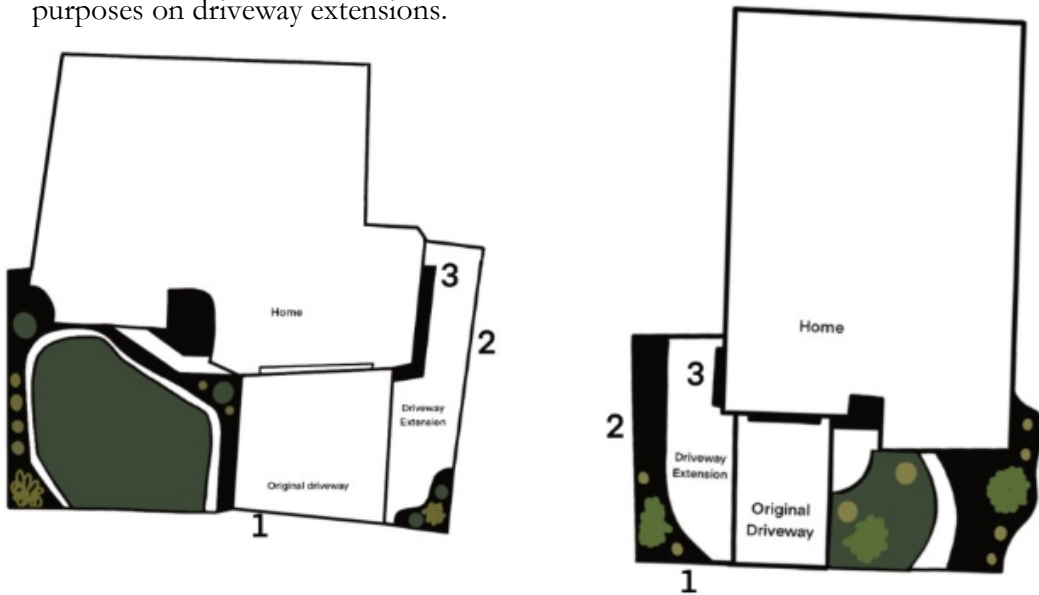 purposes on driveway extensions.
3
2
Home
Driveway
Extension
Original driveway
1
Home
3
2
Driveway
Extension
Original
Driveway
1